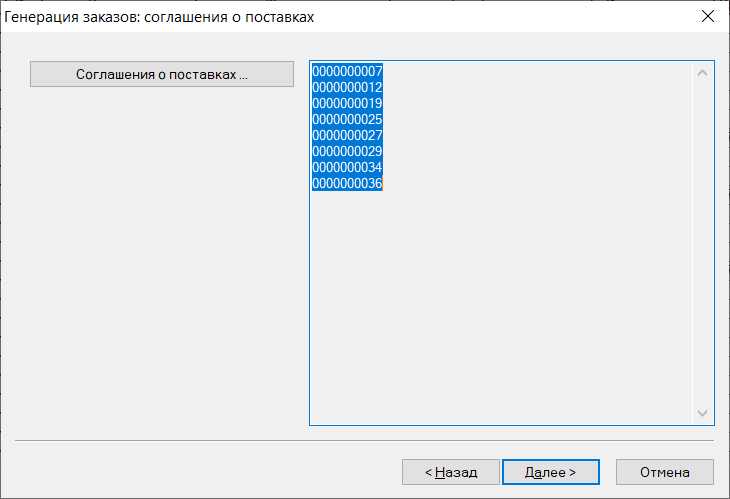 Генерация заказов: соглашения о поставках
Соглашения о поставках ...
0000000007
0000000012
0000000019
0000000025
0000000027
0000000029
0000000034
0000000036
< Назад
Далее >
Отмена